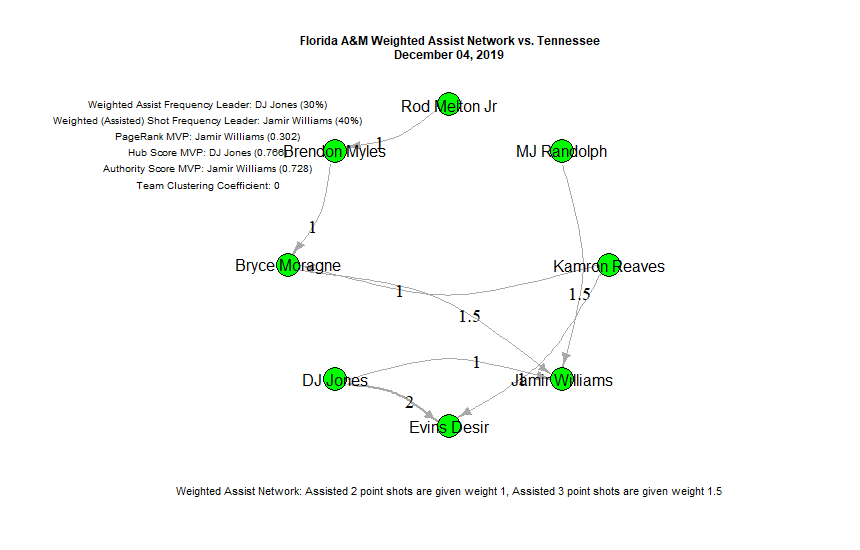 Florida A&M Weighted Assist Network vs. Tennessee
December 04, 2019
Weighted Assist Frequency Leader: DJ Jones (30%)
Weighted (Assisted) Shot Frequency Leader: Jamir Williams (40%)
PageRank MVP: Jamir Williams (0.302)
Hub Score MVP: DJ Jones (0.766)
Authority Score MVP: Jamir Williams (0.728)
Team Clustering Coefficient: 0
Rod Melton Jr
1
Brendon Myles
MJ Randolph
1
Bryce Moragne
Kamron Reaves
1
1.5
1.5
1
DJ Jones
1
Jamir Williams
2
Evins Desir
Weighted Assist Network: Assisted 2 point shots are given weight 1, Assisted 3 point shots are given weight 1.5